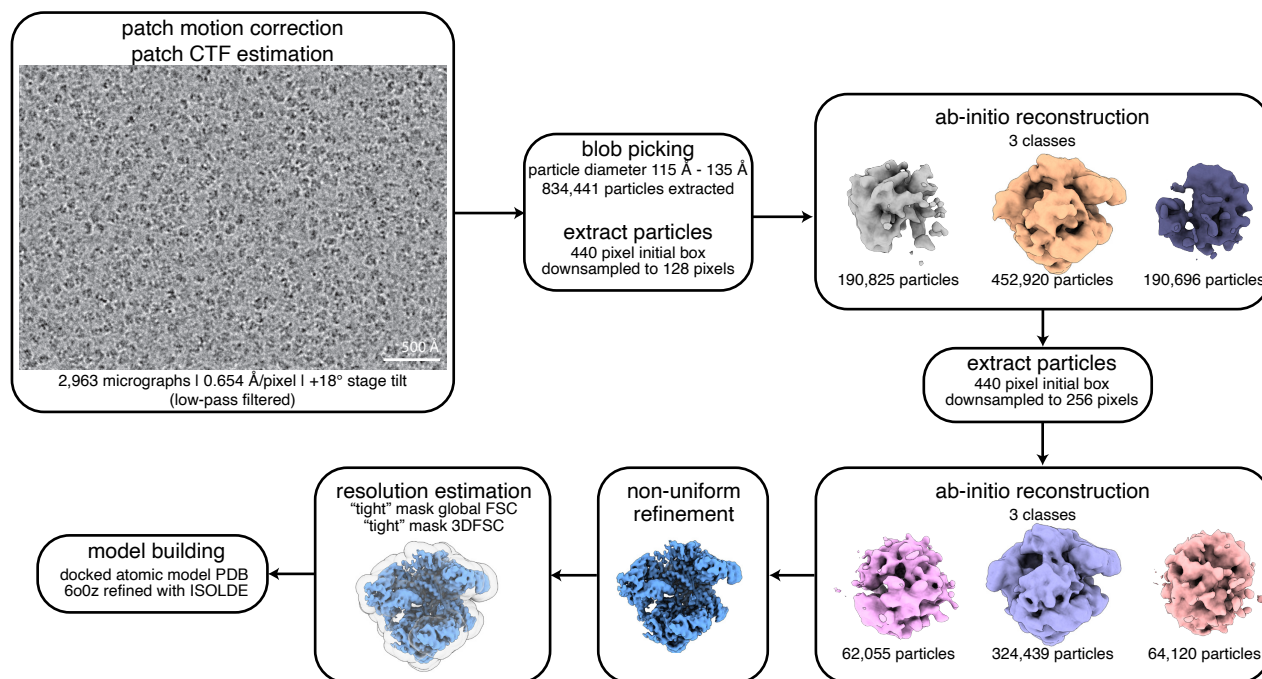 patch motion correction
patch CTF estimation
500 Å
2,963 micrographs | 0.654 Å/pixel | +18° stage tilt
(low-pass filtered)
blob picking
particle diameter 115 Å - 135 Å
834,441 particles extracted
extract particles
440 pixel initial box
downsampled to 128 pixels
ab-initio reconstruction
3 classes
190,825 particles
452,920 particles
190,696 particles
extract particles
440 pixel initial box
downsampled to 256 pixels
ab-initio reconstruction
3 classes
62,055 particles
324,439 particles
64,120 particles
non-uniform
refinement
resolution estimation
“tight” mask global FSC
“tight” mask 3DFSC
model building
docked atomic model PDB
6o0z refined with ISOLDE